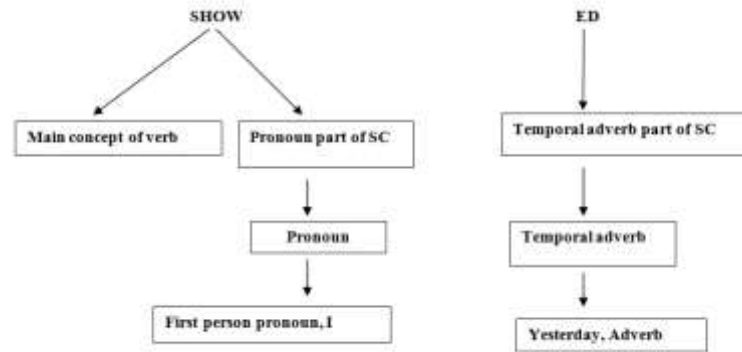 SHOW
ED
Main concept of verb
Pronoun part of SC
Temporal adverb part of SC
Pronoun
Temporal adverb
First person pronoun, I
Yesterday, Adverb